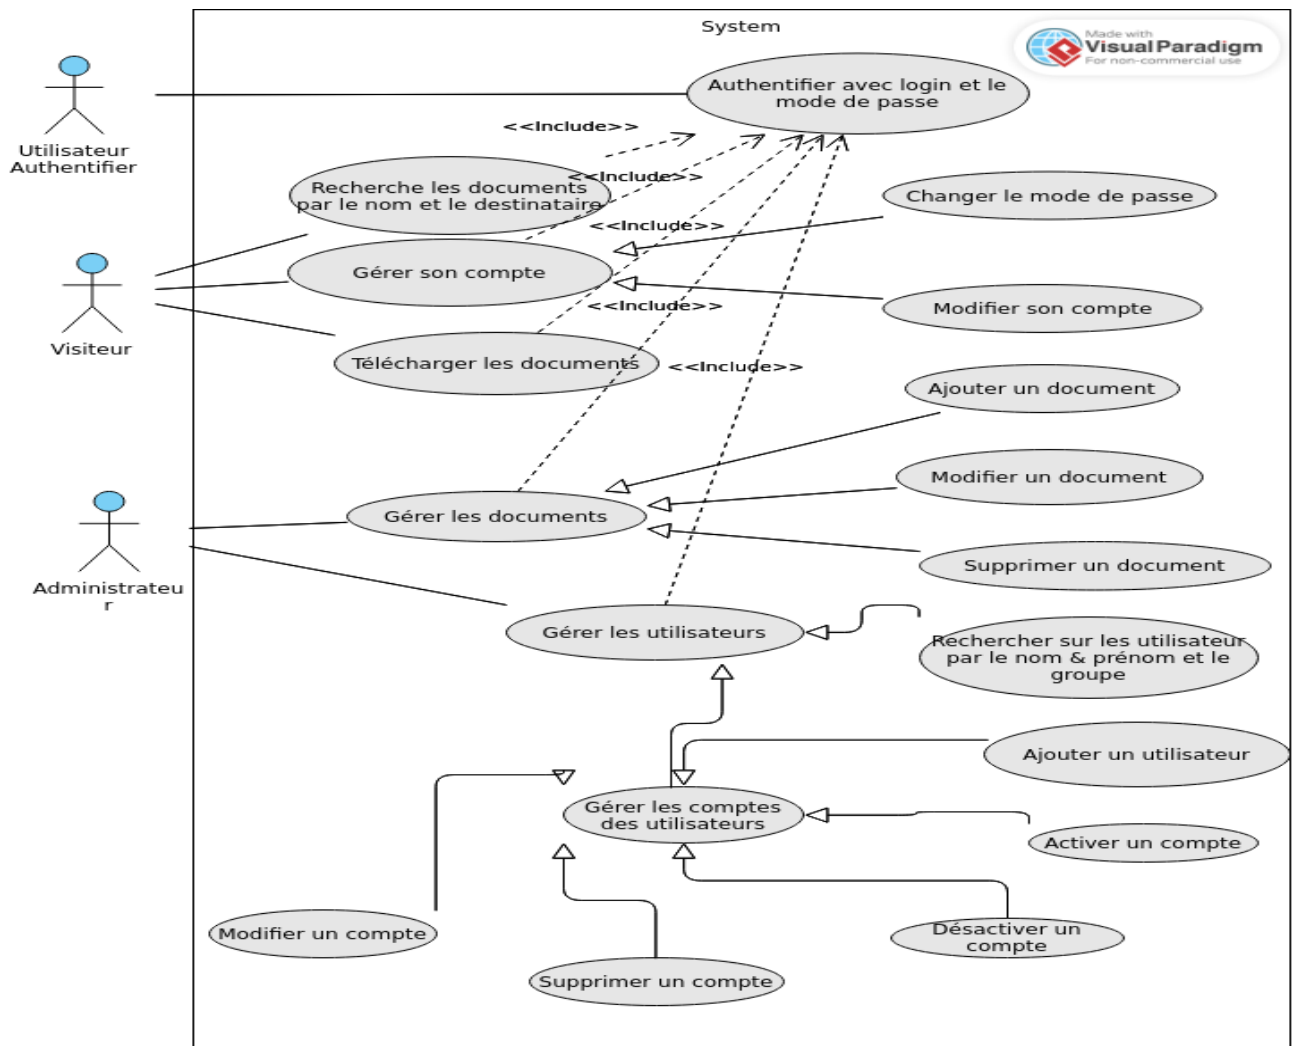 System
Made with
Visual Paradigm
For non-commercial use
Authentifier avec login et le
mode de passe
Utilisateur
Authentifier
<<Include>>
Recherche les documents
par le nom et le destinataire
<<Include>>
Changer le mode de passe
<<Include>>
Gérer son compte
Visiteur
<<Include>>
Modifier son compte
Télécharger les documents
<<Include>>
Ajouter un document
Modifier un document
Gérer les documents
Supprimer un document
Administrateu
r
Gérer les utilisateurs
Rechercher sur les utilisateur
par le nom & prénom et le
groupe
Ajouter un utilisateur
Gérer les comptes
des utilisateurs
Activer un compte
Modifier un compte
Désactiver un
compte
Supprimer un compte